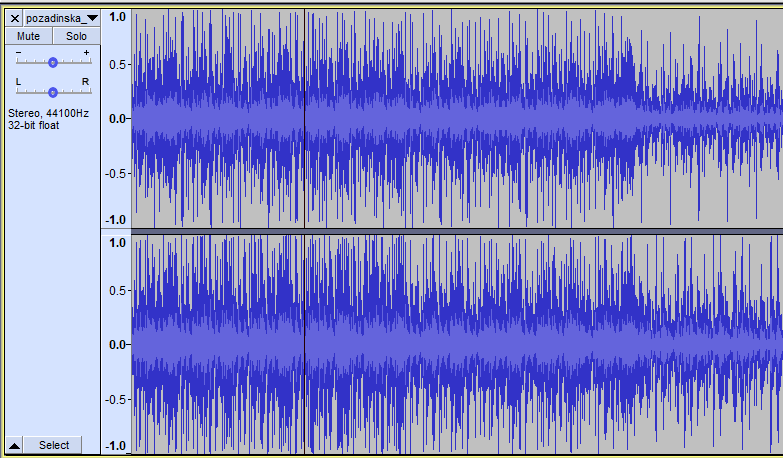 × pozadinska_
Mute Solo
- +
L R
Stereo, 44100Hz
32-bit float
Select
1.0
0.5-
0.0-
-0.5-
-1.0
1.0
0.5-
0.0-
-0.5-
-1.0